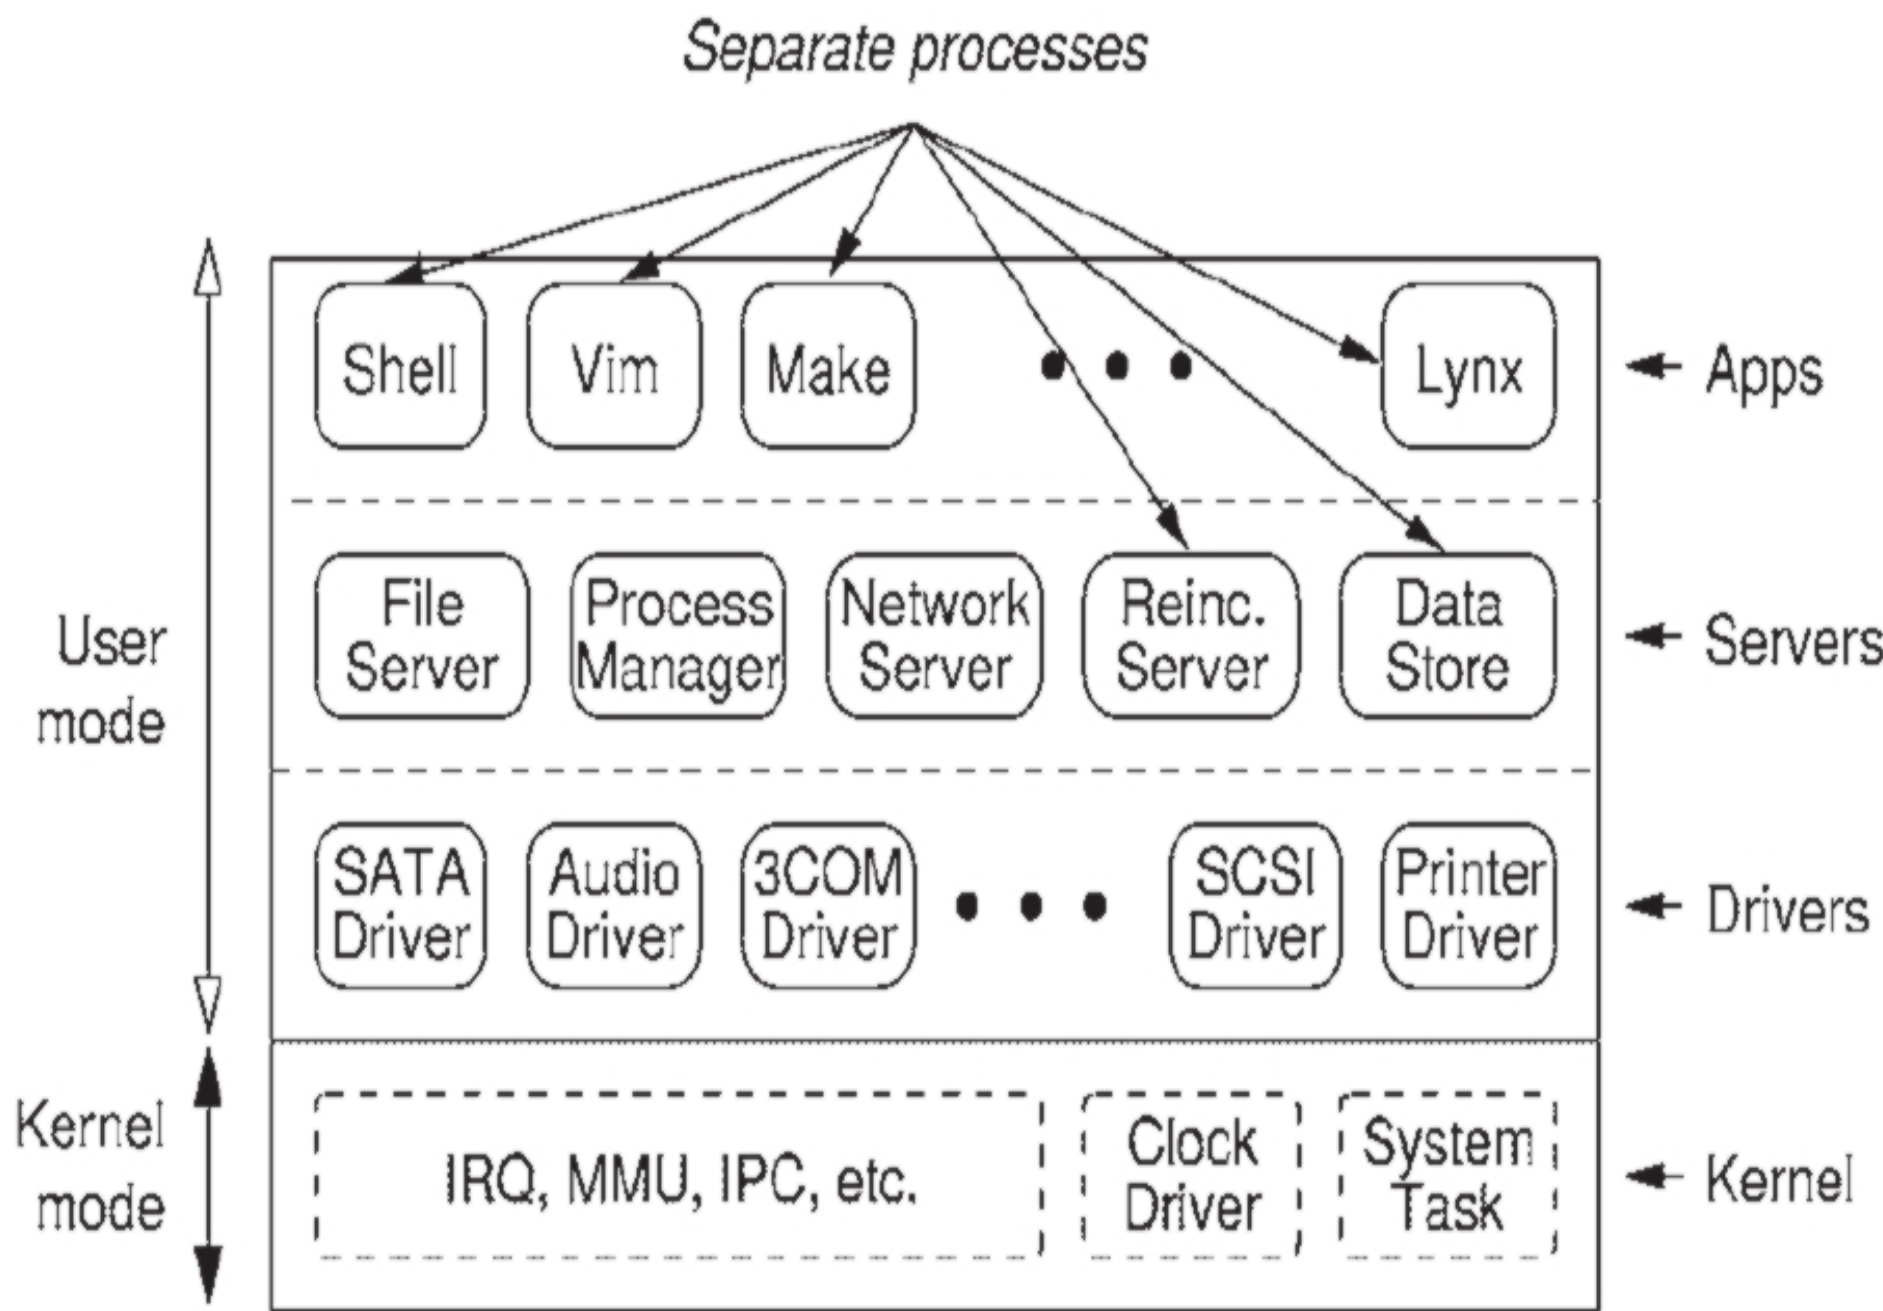 Separate processes
Shell
Vim
Make
Lynx
Apps
File
Server
Process
Manager
Network
Server
Reinc.
Server
Data
Store
Servers
User
mode
SATA
Driver
Audio
Driver
3COM
Driver
SCSI
Driver
Printer
Driver
Drivers
Kernel
mode
IRQ, MMU, IPC, etc.
Clock
Driver
System
Task
Kernel